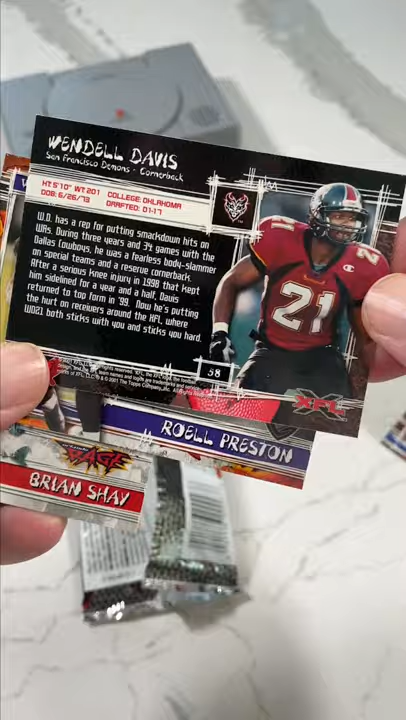 WENDELL DAVIS
San Francisco Demons - Cornerback
HT: 5'10" WT: 201 COLLEGE: OKLAHOMA
DOB: 6/26/73 DRAFTED: 01-17
W.D. has a rep for putting smackdown hits on
WRs. During three years and 34 games with the
Dallas Cowboys, he was a fearless body-slammer
on special teams and a reserve cornerback.
After a serious knee injury in 1998 that kept
him sidelined for a year and a half, Davis
returned to top form in '99. Now he's putting
the hurt on receivers around the XFL, where
WD21 both sticks with you and sticks you hard.
58
XFL
21
21
ROELL PRESTON
RAGE
BRIAN SHAY